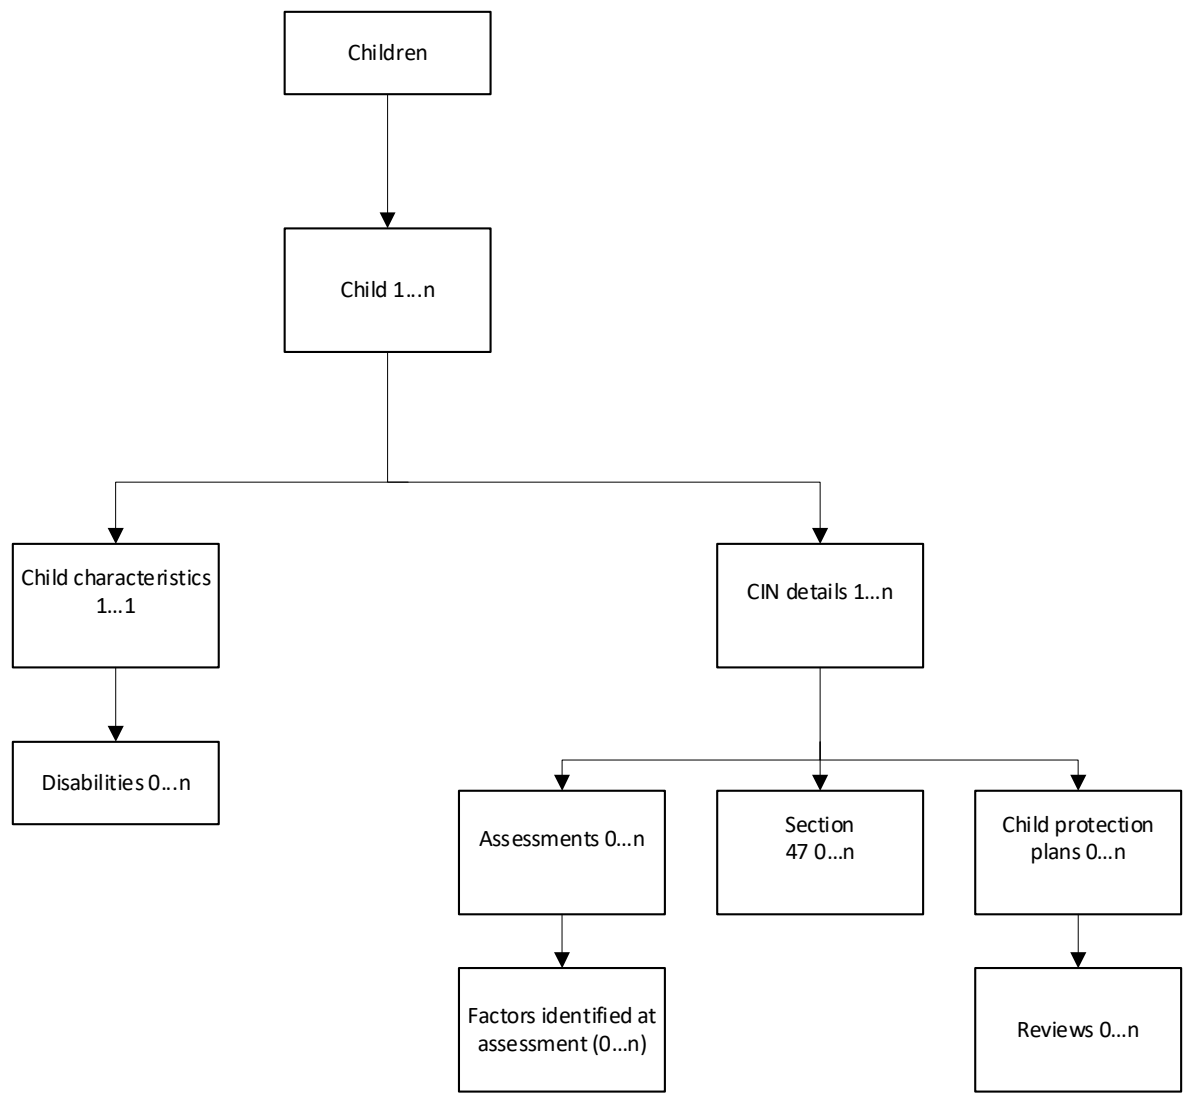 Children
Child 1...n
Child characteristics
1...1
CIN details 1...n
Disabilities 0...n
Assessments 0...n
Section
47 0...n
Child protection
plans 0...n
Factors identified at
assessment (0...n)
Reviews 0...n